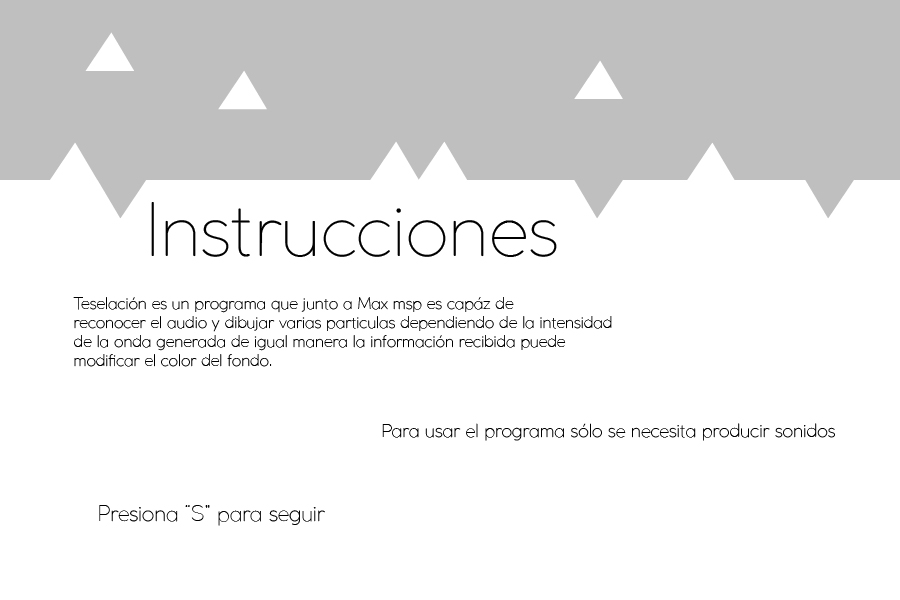 Instrucciones
Teselación es un programa que junto a Max msp es capáz de
reconocer el audio y dibujar varias particulas dependiendo de la intensidad
de la onda generada de igual manera la información recibida puede
modificar el color del fondo.
Para usar el programa sólo se necesita producir sonidos
Presiona "S" para seguir